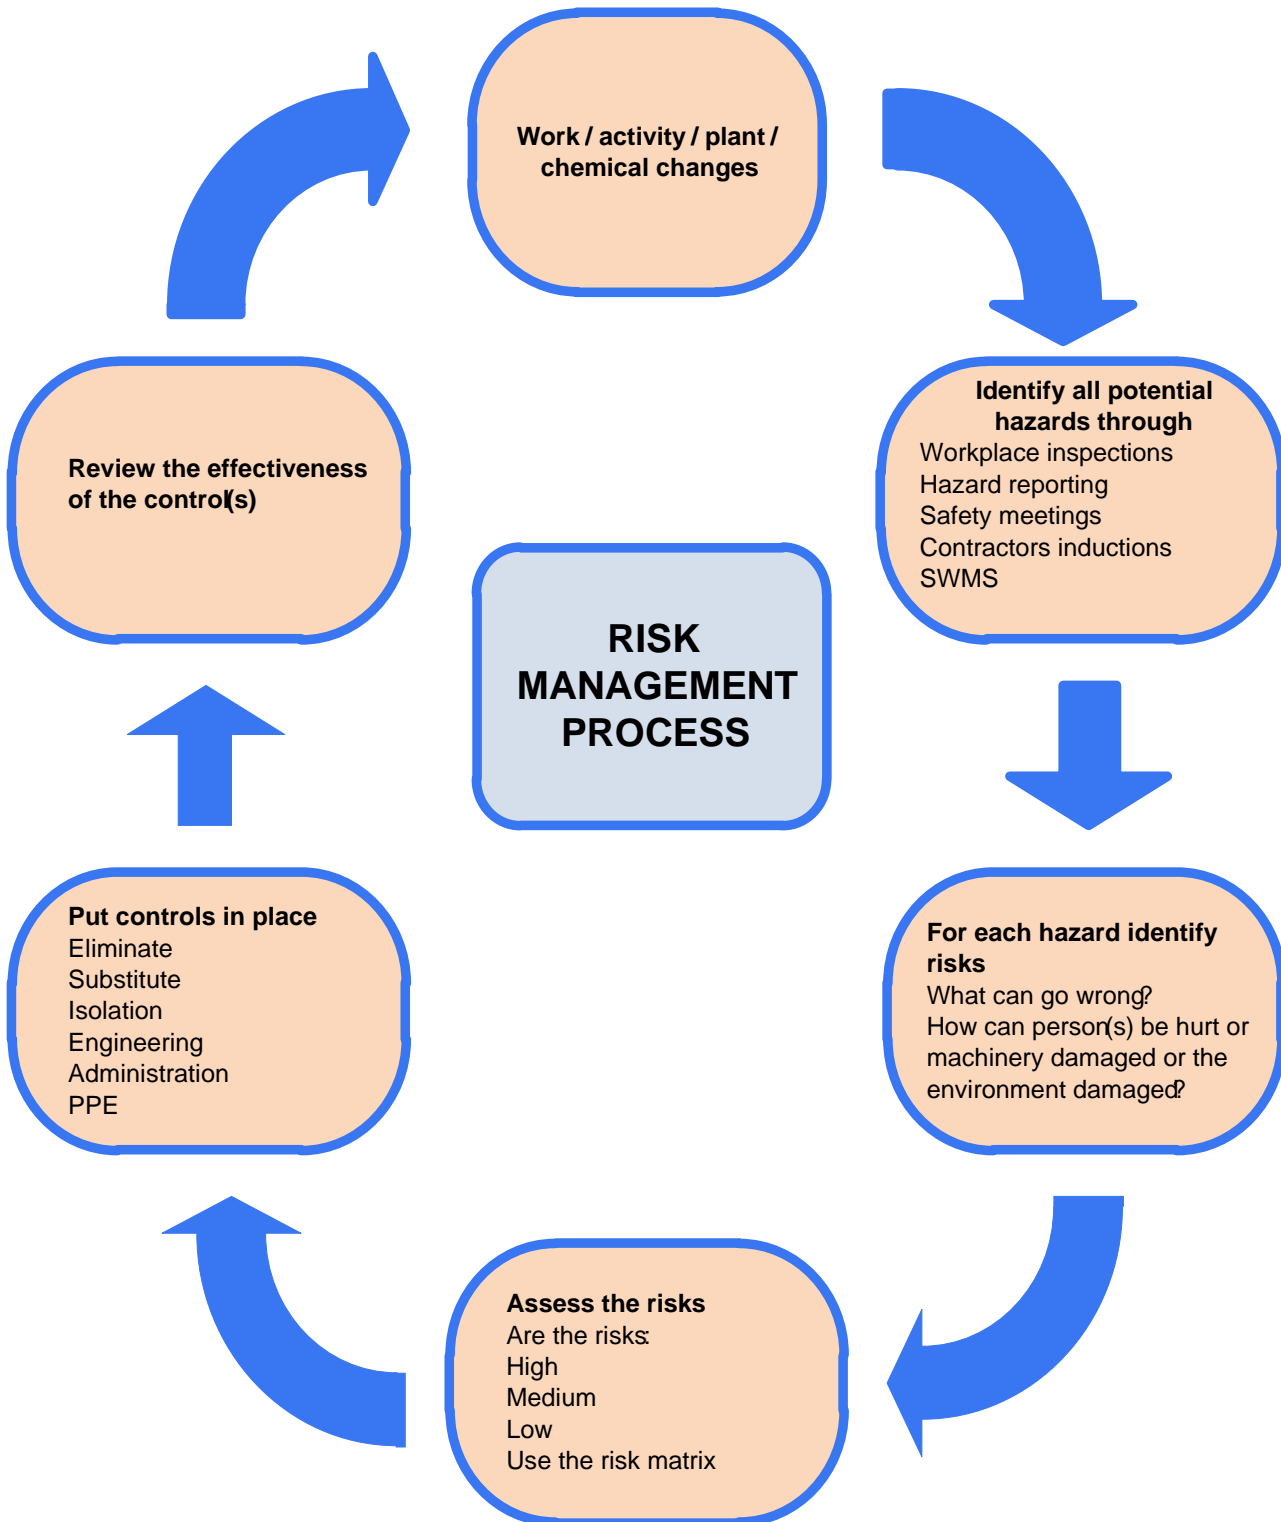 Work / activity / plant /
chemical changes
Identify all potential
hazards through
Workplace inspections
Hazard reporting
Safety meetings
Contractors inductions
SWMS
For each hazard identify
risks
What can go wrong?
How can person(s) be hurt or
machinery damaged or the
environment damaged?
Assess the risks
Are the risks:
High
Medium
Low
Use the risk matrix
Put controls in place
Eliminate
Substitute
Isolation
Engineering
Administration
PPE
Review the effectiveness
of the control(s)
RISK
MANAGEMENT
PROCESS